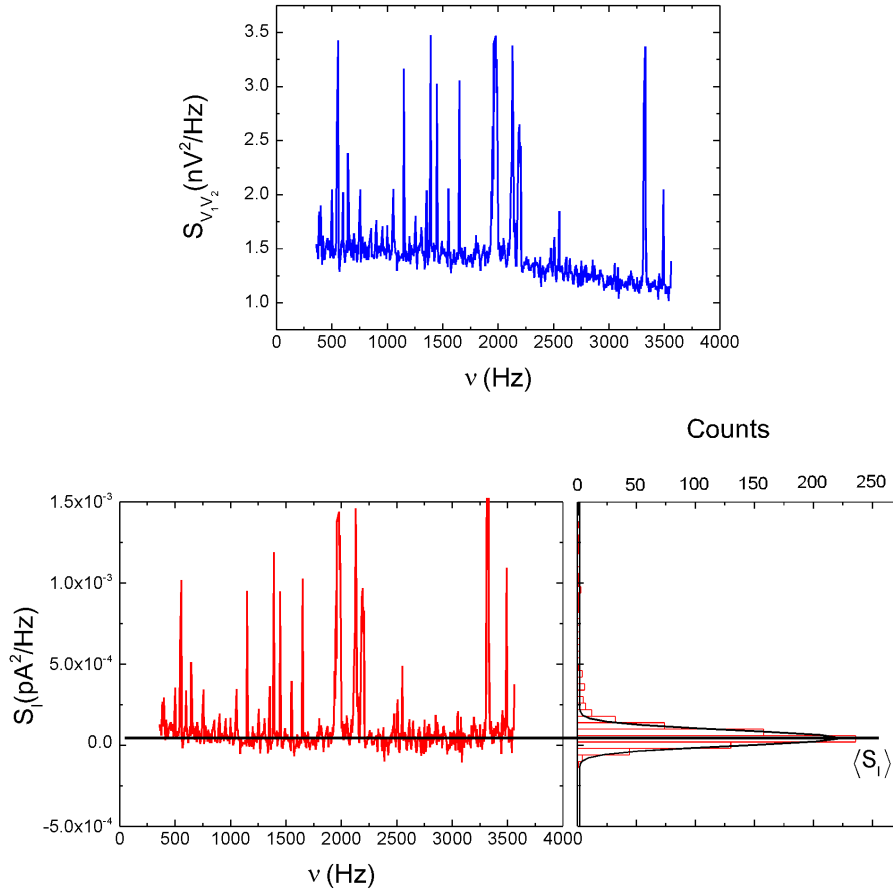 3.5
3.0
2.5
2.0
1.5
1.0
S_{V_1V_2}(nV²/Hz)
0 500 1000 1500 2000 2500 3000 3500 4000
ν (Hz)
Counts
0 50 100 150 200 250
1.5x10⁻³
1.0x10⁻³
5.0x10⁻⁴
0.0
-5.0x10⁻⁴
S_I(pA²/Hz)
⟨S_I⟩
0 500 1000 1500 2000 2500 3000 3500 4000
ν (Hz)